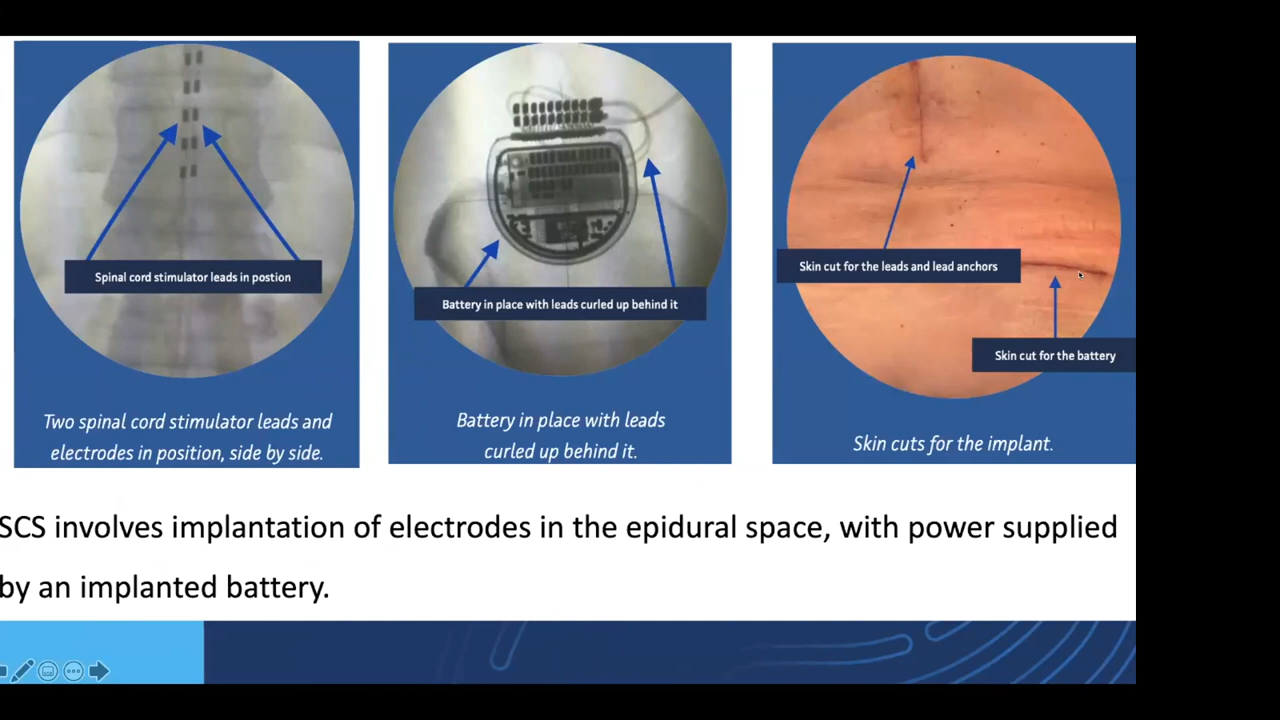 Spinal cord stimulator leads in postion
Two spinal cord stimulator leads and
electrodes in position, side by side.
Battery in place with leads curled up behind it
Battery in place with leads
curled up behind it.
Skin cut for the leads and lead anchors
Skin cut for the battery
Skin cuts for the implant.
SCS involves implantation of electrodes in the epidural space, with power supplied
by an implanted battery.